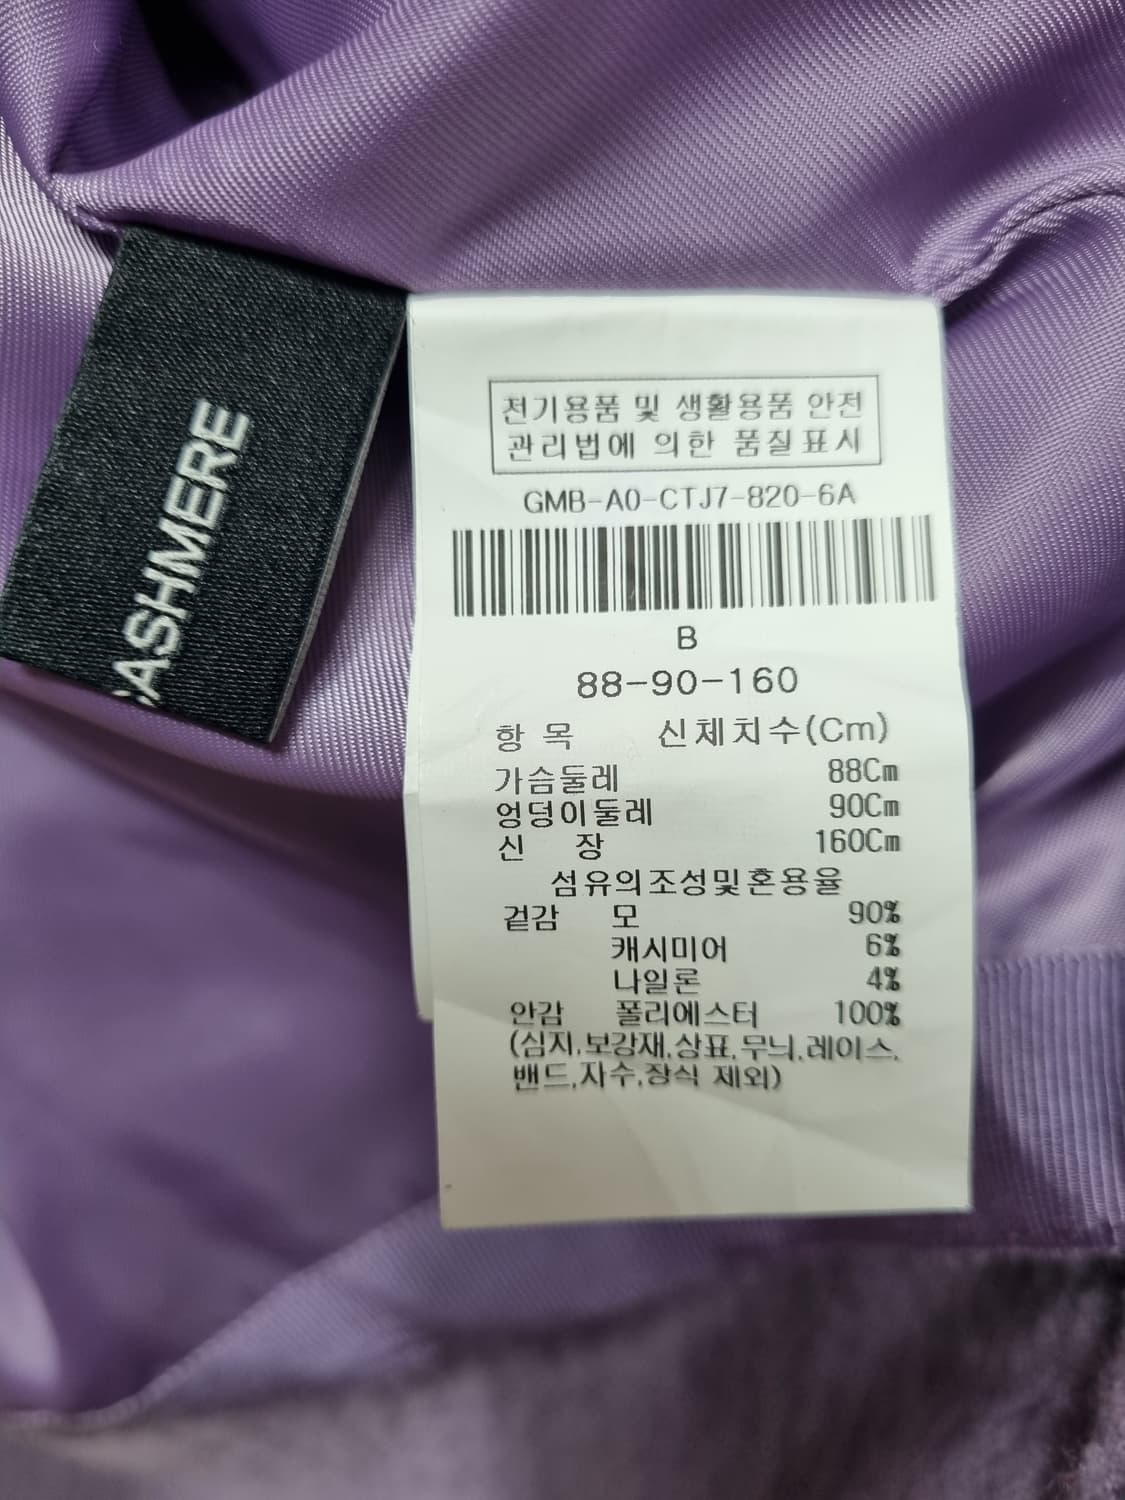 CASHMERE
전기용품 및 생활용품 안전
관리법에 의한 품질표시
GMB-A0-CTJ7-820-6A
B
88-90-160
항 목 신체치수(Cm)
가슴둘레 88Cm
엉덩이둘레 90Cm
신 장 160Cm
섬유의조성및혼용율
겉감 모 90%
캐시미어 6%
나일론 4%
안감 폴리에스터 100%
(심지,보강재,상표,무늬,레이스,
밴드,자수,장식 제외)